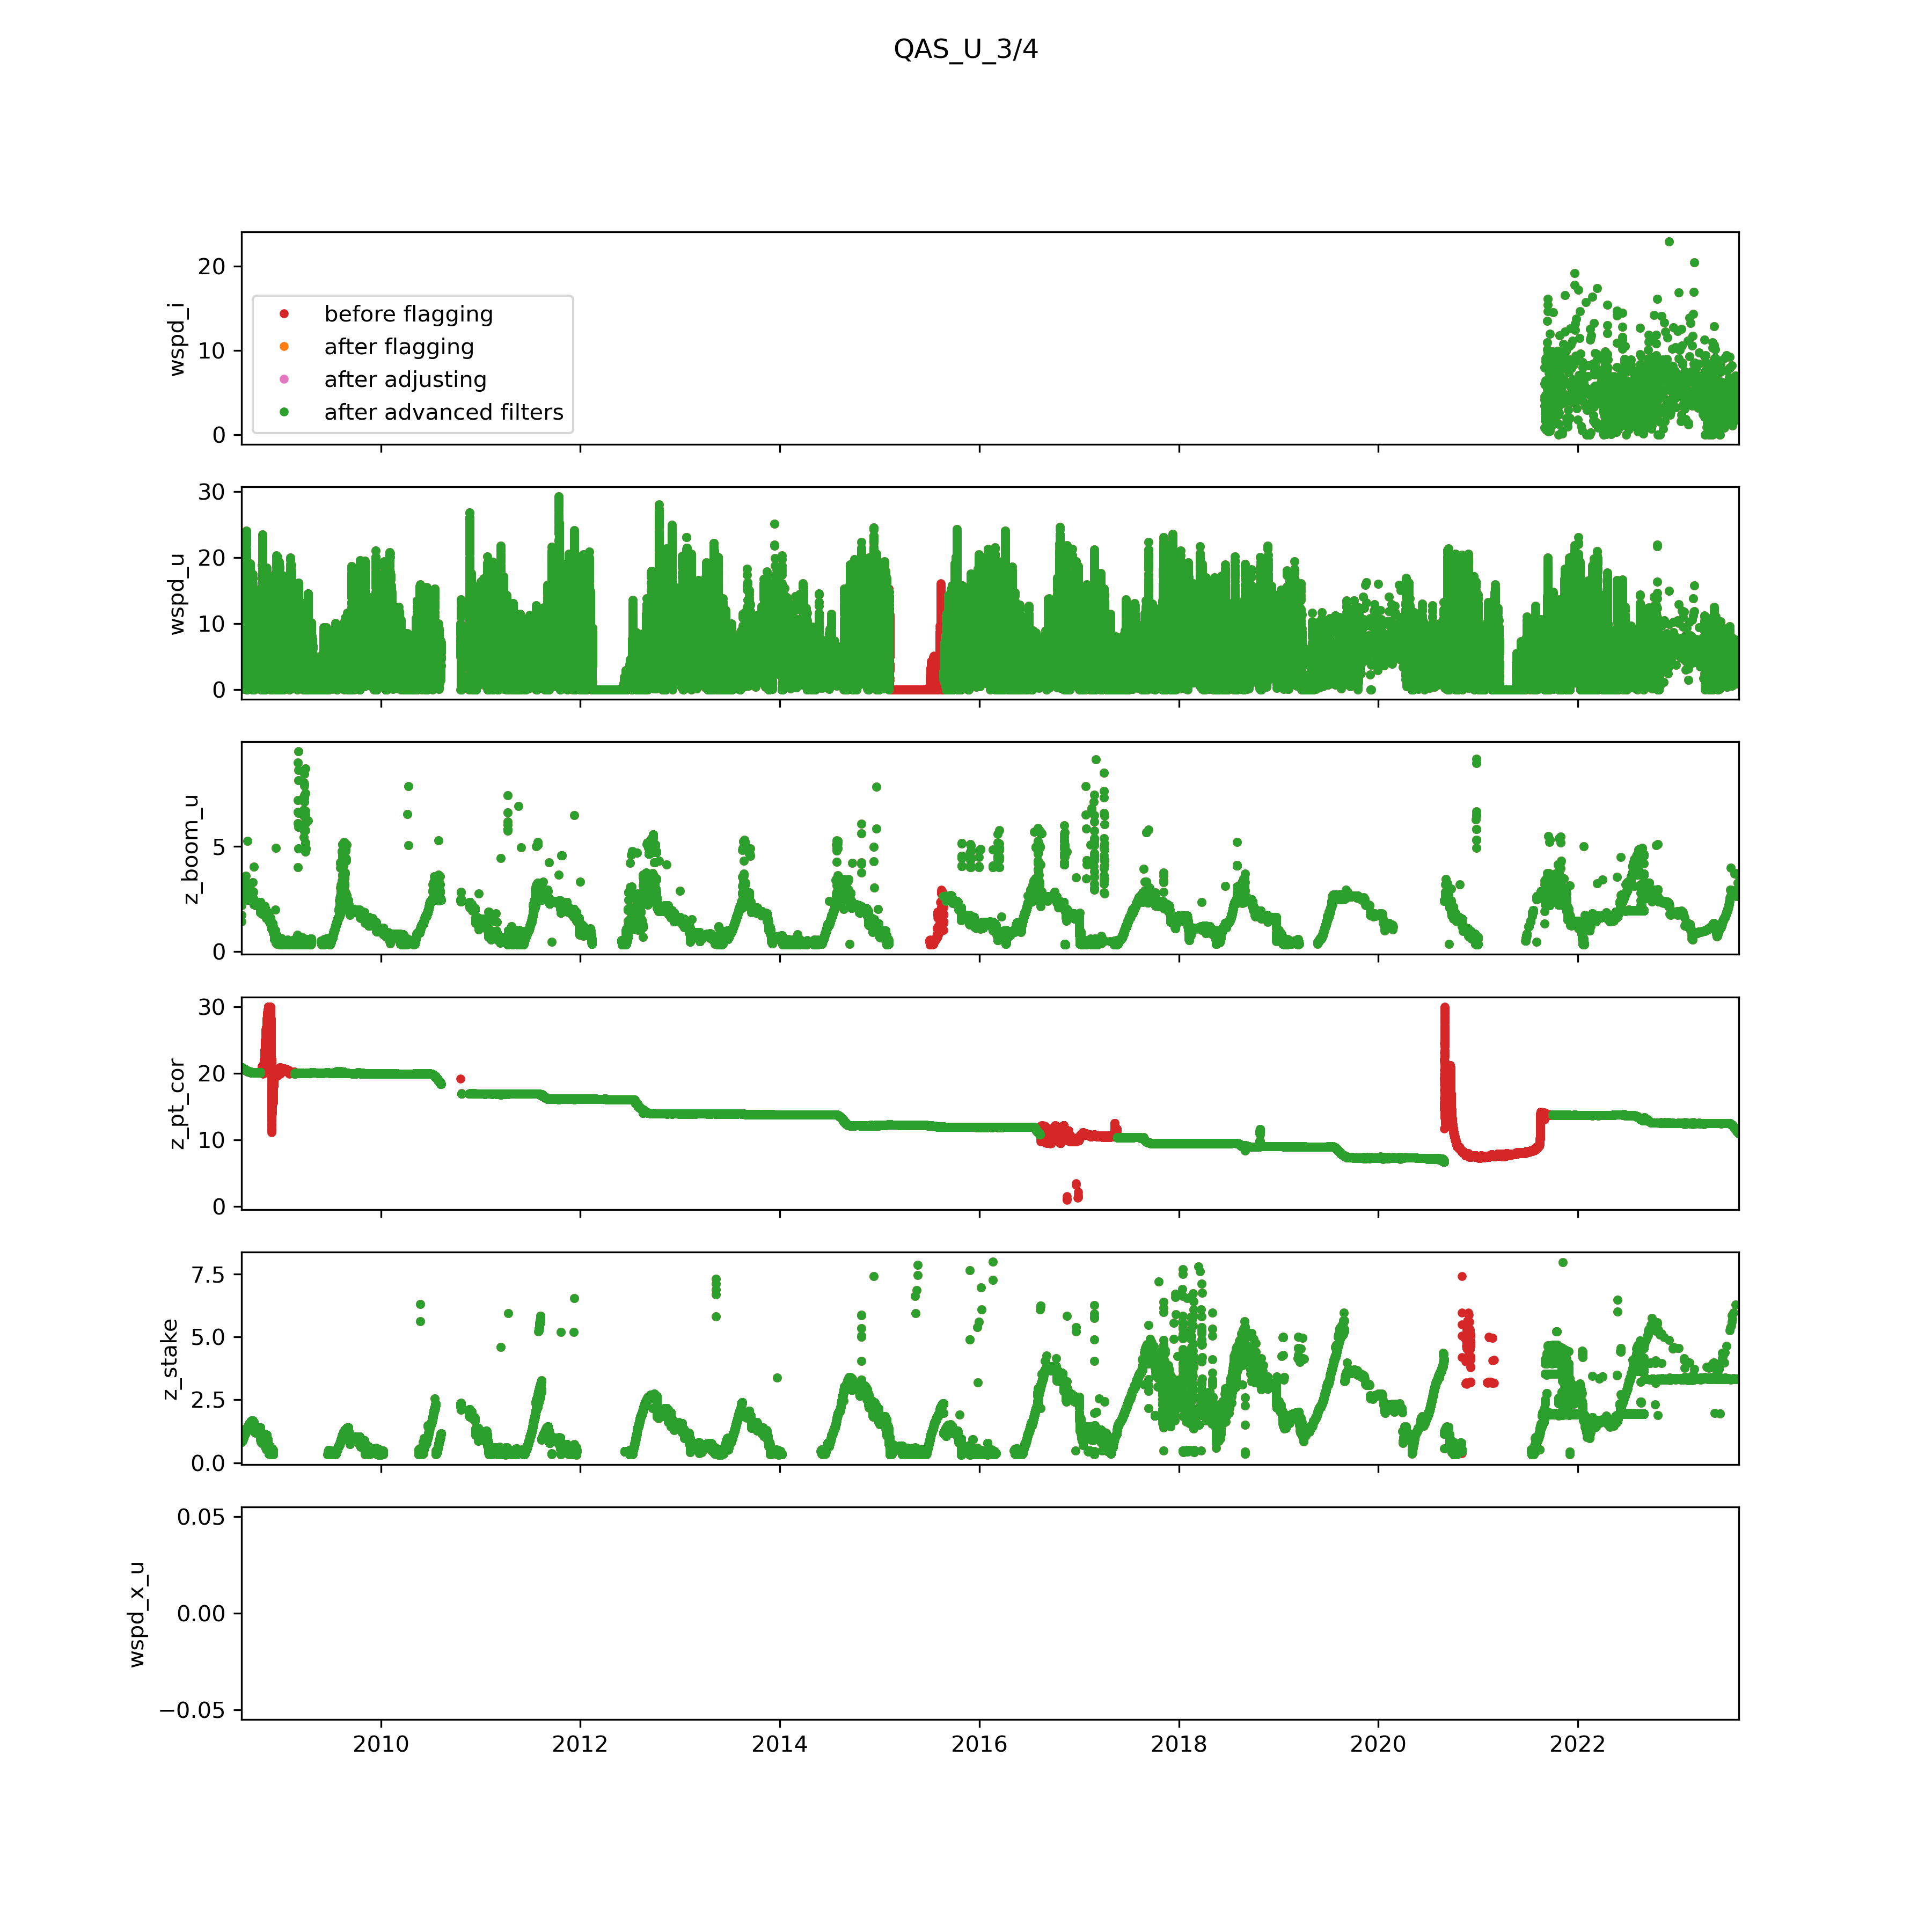 QAS_U_3/4
20
10
0
wspd_i
before flagging
after flagging
after adjusting
after advanced filters
30
20
10
0
wspd_u
5
0
z_boom_u
30
20
10
0
z_pt_cor
7.5
5.0
2.5
0.0
z_stake
0.05
0.00
−0.05
wspd_x_u
2010 2012 2014 2016 2018 2020 2022